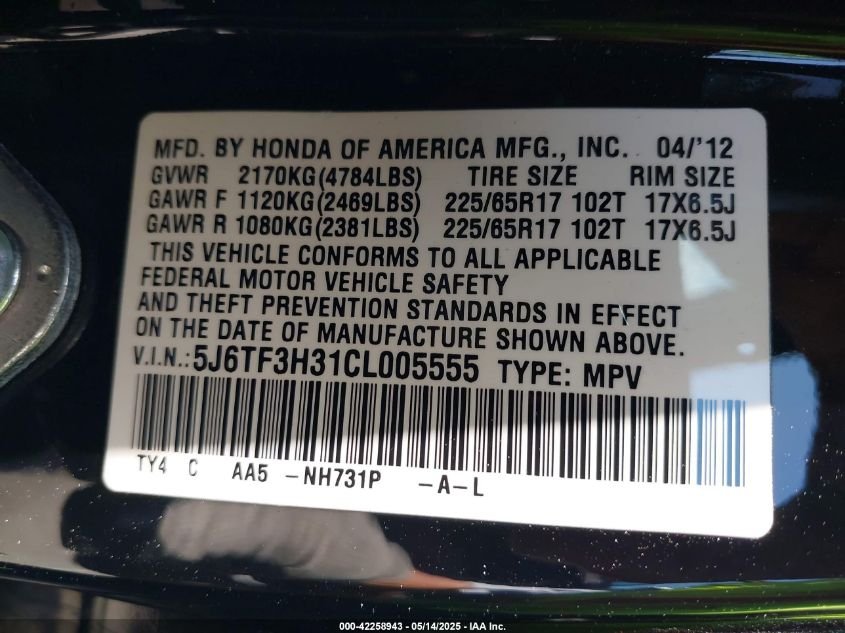 MFD. BY HONDA OF AMERICA MFG., INC. 04/'12
GVWR 2170KG(4784LBS) TIRE SIZE RIM SIZE
GAWR F 1120KG(2469LBS) 225/65R17 102T 17X6.5J
GAWR R 1080KG(2381LBS) 225/65R17 102T 17X6.5J
THIS VEHICLE CONFORMS TO ALL APPLICABLE
FEDERAL MOTOR VEHICLE SAFETY
AND THEFT PREVENTION STANDARDS IN EFFECT
ON THE DATE OF MANUFACTURE SHOWN ABOVE.
V.I.N.:5J6TF3H31CL005555 TYPE: MPV
TY4 C AA5 -NH731P -A-L
000-42258943 - 05/14/2025 - IAA Inc.